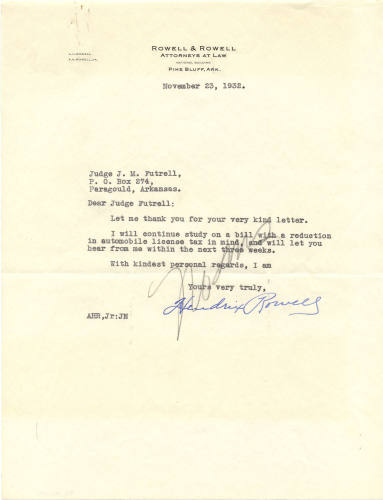 ROWELL & ROWELL
ATTORNEYS AT LAW
NATIONAL BUILDING
PINE BLUFF, ARK.
November 23, 1932.
Judge J. M. Futrell,
P. O. Box 274,
Paragould, Arkansas.
Dear Judge Futrell:
Let me thank you for your very kind letter.
I will continue study on a bill with a reduction
in automobile license tax in mind, and will let you
hear from me within the next three weeks.
With kindest personal regards, I am
Yours very truly,
Hendrix Rowell
AHR,Jr:JN